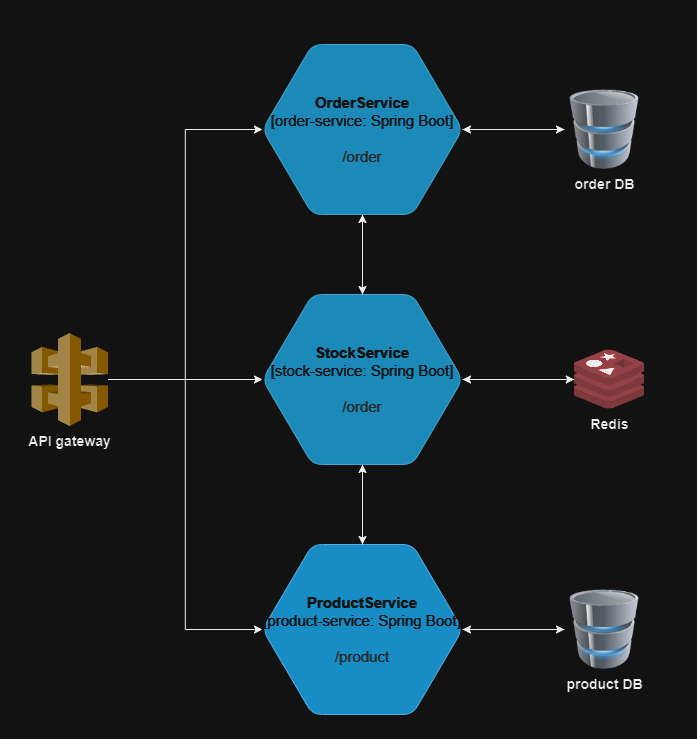 OrderService
[order-service: Spring Boot]
/order
order DB
StockService
[stock-service: Spring Boot]
/order
API gateway
Redis
ProductService
[product-service: Spring Boot]
/product
product DB